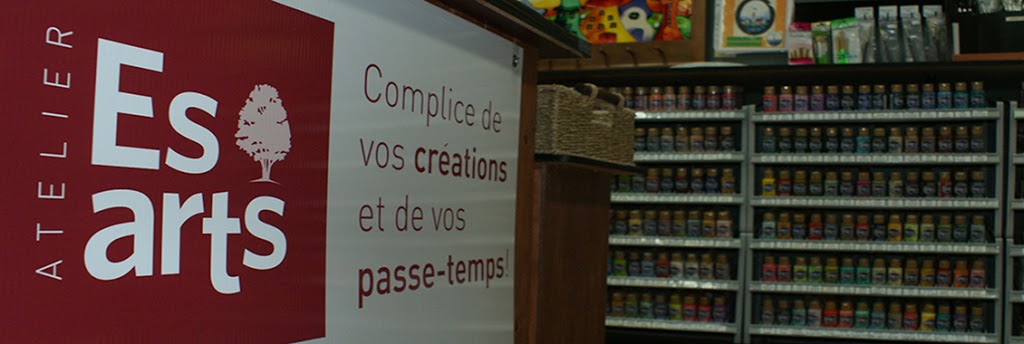 ATELIER
Es
arts
Complice de
vos créations
et de vos
passe-temps!